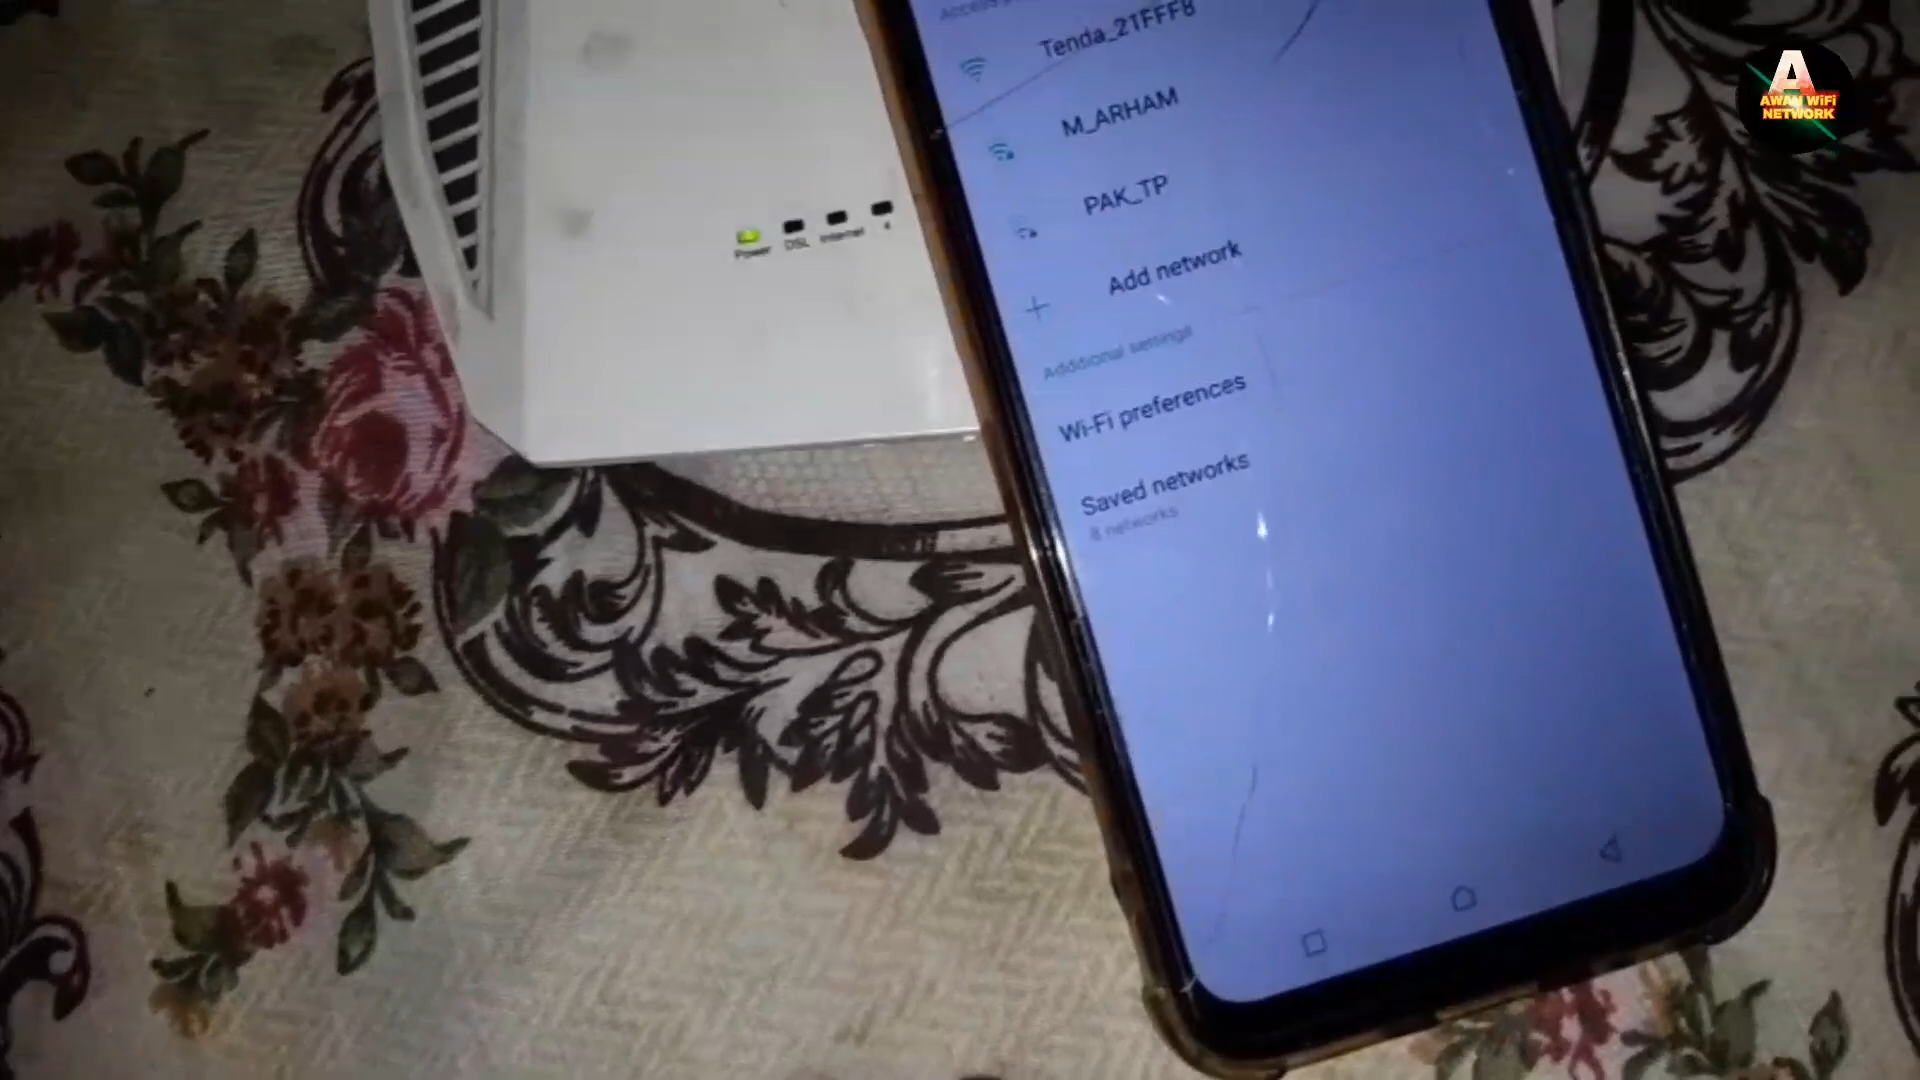 Tenda_21FFF8
M_ARHAM
PAK_TP
Add network
Additional settings
Wi-Fi preferences
Saved networks
8 networks
Power DSL Internet 4
A
AWAN WiFi
NETWORK